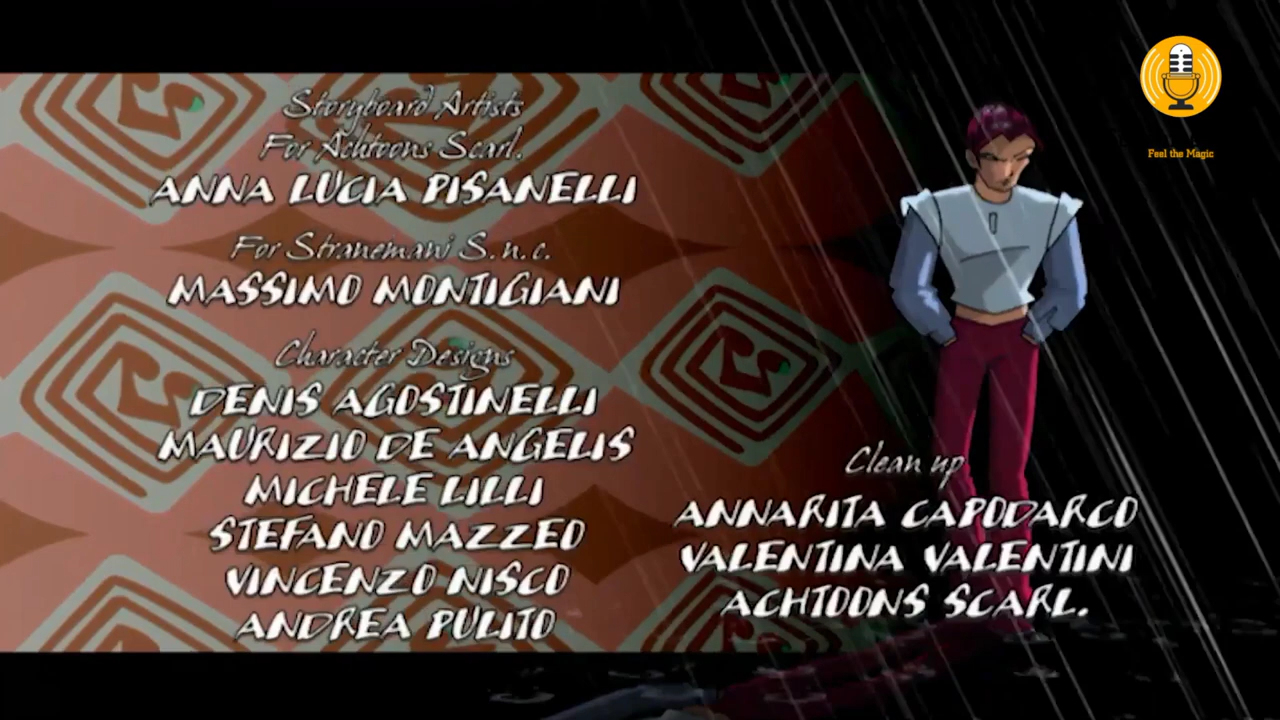 Storyboard Artists
For Achtoons Scarl.
ANNA LUCIA PISANELLI
For Stranemani S.n.c.
MASSIMO MONTIGIANI
Character Designs
DENIS AGOSTINELLI
MAURIZIO DE ANGELIS
MICHELE LILLI
STEFANO MAZZEO
VINCENZO NISCO
ANDREA PULITO
Clean up
ANNARITA CAPODARCO
VALENTINA VALENTINI
ACHTOONS SCARL.
Feel the Magic